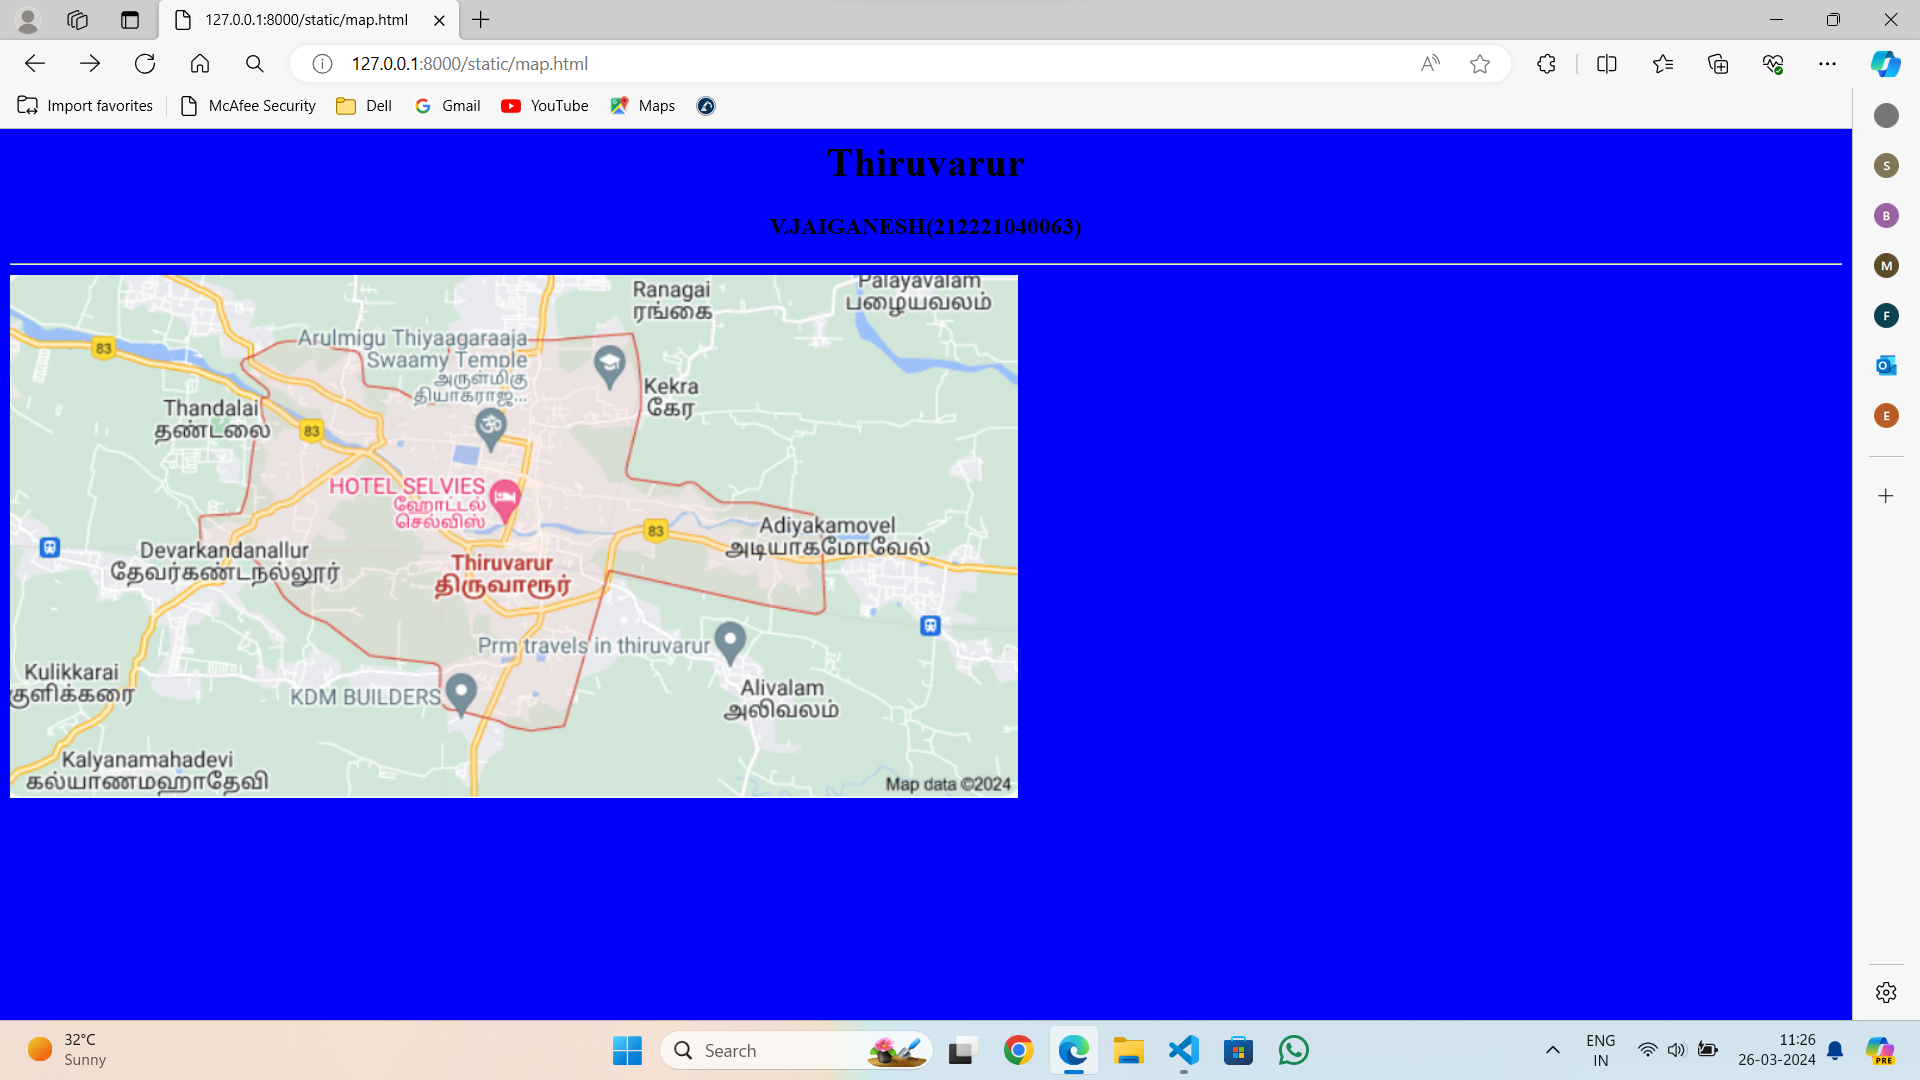 127.0.0.1:8000/static/map.html
127.0.0.1:8000/static/map.html
Import favorites
McAfee Security
Dell
Gmail
YouTube
Maps
S
B
M
F
E
Thiruvarur
V.JAIGANESH(212221040063)
Ranagai
ரங்கை
Palayavalam
பழையவலம்
83
Arulmigu Thiyaagaraaja
Swaamy Temple
அருள்மிகு
தியாகராஜ...
Kekra
கேர
Thandalai
தண்டலை
83
HOTEL SELVIES
ஹோட்டல்
செல்விஸ்
83
Adiyakamovel
அடியாகமோவேல்
Devarkandanallur
தேவர்கண்டநல்லூர்
Thiruvarur
திருவாரூர்
Prm travels in thiruvarur
Kulikkarai
குளிக்கரை
KDM BUILDERS
Alivalam
அலிவலம்
Kalyanamahadevi
கல்யாணமஹாதேவி
Map data ©2024
32°C
Sunny
Search
ENG
IN
11:26
26-03-2024
PRE